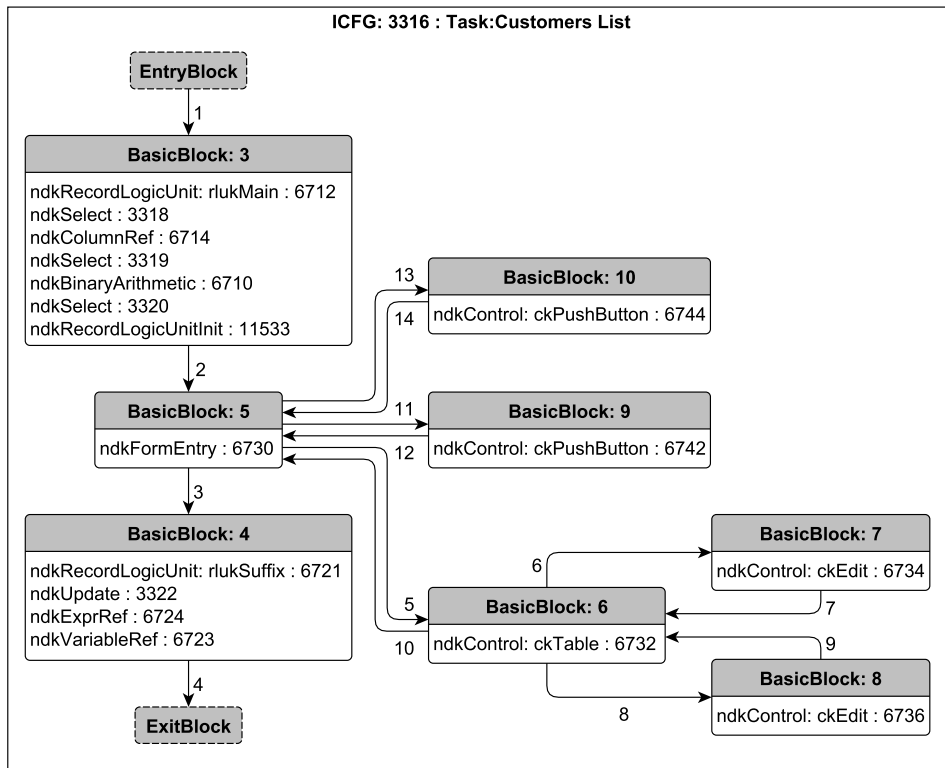 ICFG: 3316 : Task:Customers List
EntryBlock
1
BasicBlock: 3
ndkRecordLogicUnit: rlukMain : 6712
ndkSelect : 3318
ndkColumnRef : 6714
ndkSelect : 3319
ndkBinaryArithmetic : 6710
ndkSelect : 3320
ndkRecordLogicUnitInit : 11533
2
BasicBlock: 5
ndkFormEntry : 6730
3
BasicBlock: 4
ndkRecordLogicUnit: rlukSuffix : 6721
ndkUpdate : 3322
ndkExprRef : 6724
ndkVariableRef : 6723
4
ExitBlock
13
14
BasicBlock: 10
ndkControl: ckPushButton : 6744
11
12
BasicBlock: 9
ndkControl: ckPushButton : 6742
5
10
BasicBlock: 6
ndkControl: ckTable : 6732
6
7
BasicBlock: 7
ndkControl: ckEdit : 6734
8
9
BasicBlock: 8
ndkControl: ckEdit : 6736